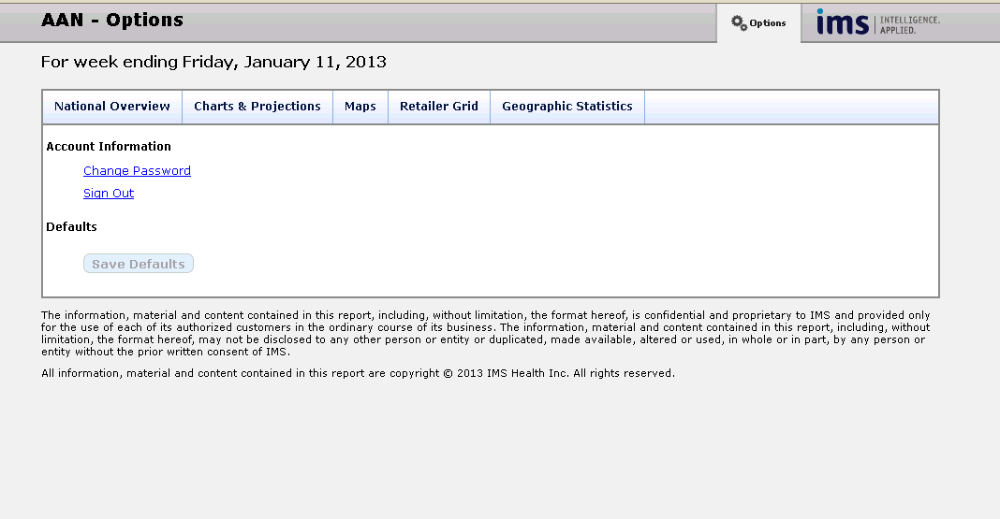 AAN - Options
Options
ims INTELLIGENCE.
APPLIED.
For week ending Friday, January 11, 2013
National Overview Charts & Projections Maps Retailer Grid Geographic Statistics
Account Information
Change Password
Sign Out
Defaults
Save Defaults
The information, material and content contained in this report, including, without limitation, the format hereof, is confidential and proprietary to IMS and provided only
for the use of each of its authorized customers in the ordinary course of its business. The information, material and content contained in this report, including, without
limitation, the format hereof, may not be disclosed to any other person or entity or duplicated, made available, altered or used, in whole or in part, by any person or
entity without the prior written consent of IMS.
All information, material and content contained in this report are copyright © 2013 IMS Health Inc. All rights reserved.